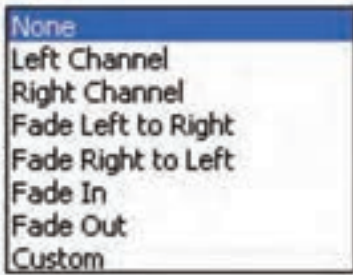 None
Left Channel
Right Channel
Fade Left to Right
Fade Right to Left
Fade In
Fade Out
Custom